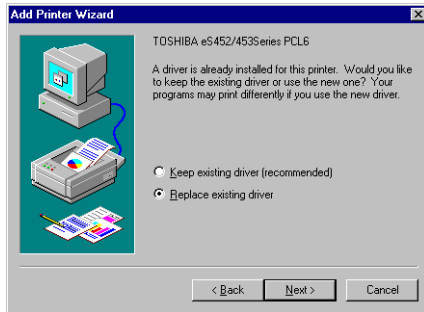 Add Printer Wizard
TOSHIBA eS452/453Series PCL6
A driver is already installed for this printer. Would you like
to keep the existing driver or use the new one? Your
programs may print differently if you use the new driver.
Keep existing driver (recommended)
Replace existing driver
< Back
Next >
Cancel